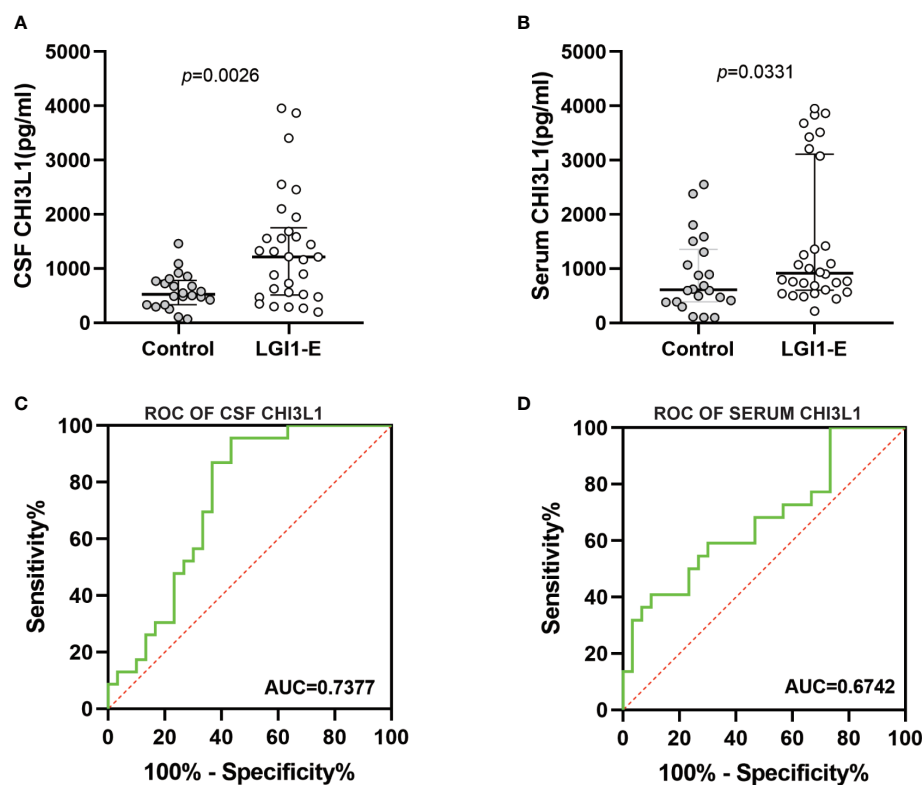 A
5000
4000
3000
2000
1000
0
CSF CHI3L1(pg/ml)
p=0.0026
Control
LGI1-E
B
5000
4000
3000
2000
1000
0
Serum CHI3L1(pg/ml)
p=0.0331
Control
LGI1-E
C
ROC OF CSF CHI3L1
100
80
60
40
20
0
Sensitivity%
AUC=0.7377
0 20 40 60 80 100
100% - Specificity%
D
ROC OF SERUM CHI3L1
100
80
60
40
20
0
Sensitivity%
AUC=0.6742
0 20 40 60 80 100
100% - Specificity%